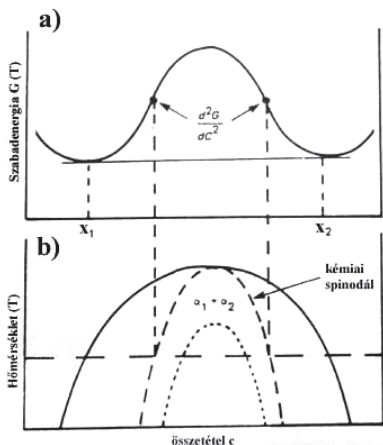 a)
Szabadenergia G (T)
d²G
dC²
x₁
x₂
b)
Hőmérséklet (T)
kémiai
spinodál
α₁ + α₂
összetétel c